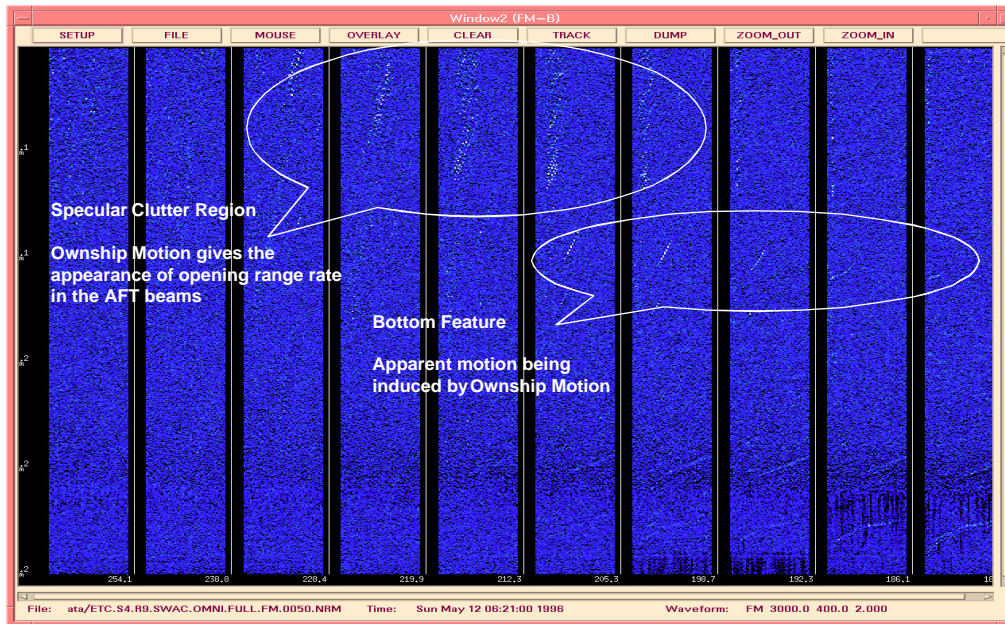 Window2 (FM-B)
SETUP FILE MOUSE OVERLAY CLEAR TRACK DUMP ZOOM_OUT ZOOM_IN
Specular Clutter Region
Ownship Motion gives the
appearance of opening range rate
in the AFT beams
Bottom Feature
Apparent motion being
induced by Ownship Motion
254.1 238.8 228.4 219.9 212.3 205.3 198.7 192.3 186.1 18
File: ata/ETC.S4.R9.SWAC.OMNI.FULL.FM.0050.NRM Time: Sun May 12 06:21:00 1996 Waveform: FM 3000.0 400.0 2.000